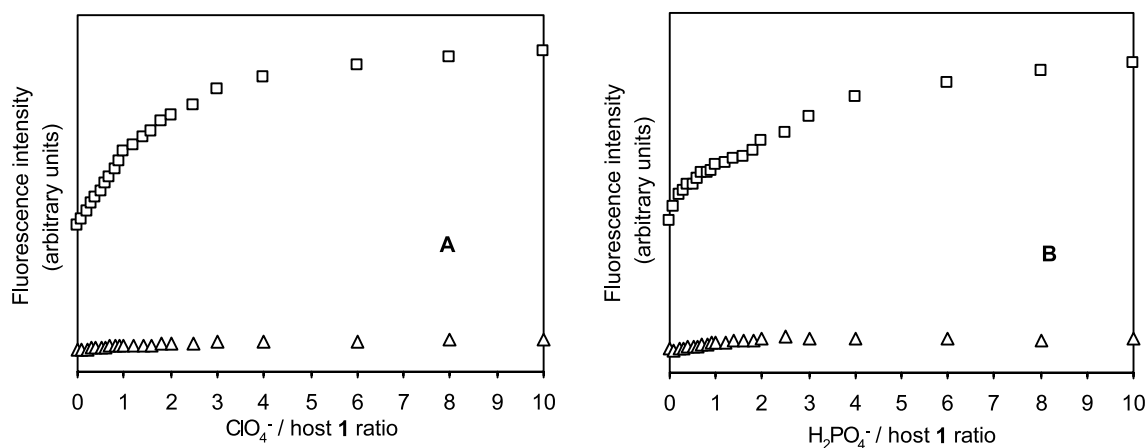 Fluorescence intensity
(arbitrary units)
A
0 1 2 3 4 5 6 7 8 9 10
ClO₄⁻ / host 1 ratio
Fluorescence intensity
(arbitrary units)
B
0 1 2 3 4 5 6 7 8 9 10
H₂PO₄⁻ / host 1 ratio